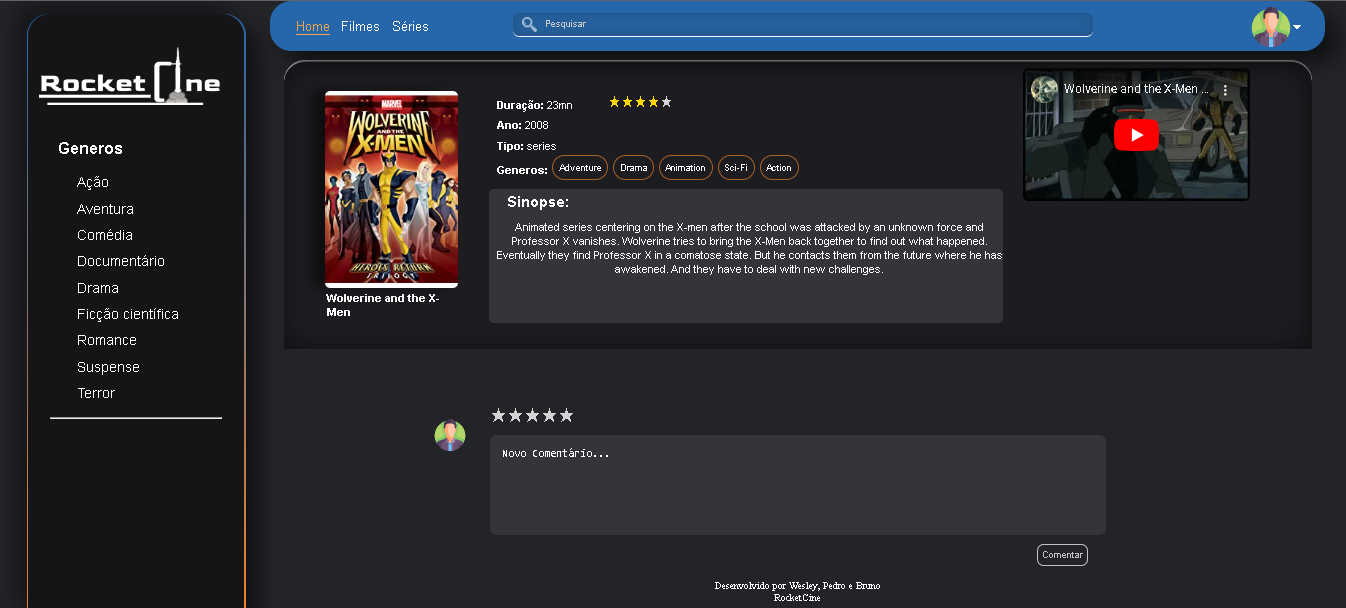 Home Filmes Séries
Pesquisar
RocketCine
Generos
Ação
Aventura
Comédia
Documentário
Drama
Ficção científica
Romance
Suspense
Terror
MARVEL
WOLVERINE
AND THE
X-MEN
HEROES RETURN
TRILOGY
Wolverine and the X-
Men
Duração: 23mn
Ano: 2008
Tipo: series
Generos: Adventure Drama Animation Sci-Fi Action
Sinopse:
Animated series centering on the X-men after the school was attacked by an unknown force and
Professor X vanishes. Wolverine tries to bring the X-Men back together to find out what happened.
Eventually they find Professor X in a comatose state. But he contacts them from the future where he has
awakened. And they have to deal with new challenges.
Wolverine and the X-Men ...
Novo Comentário...
Comentar
Desenvolvido por Wesley, Pedro e Bruno
RocketCine